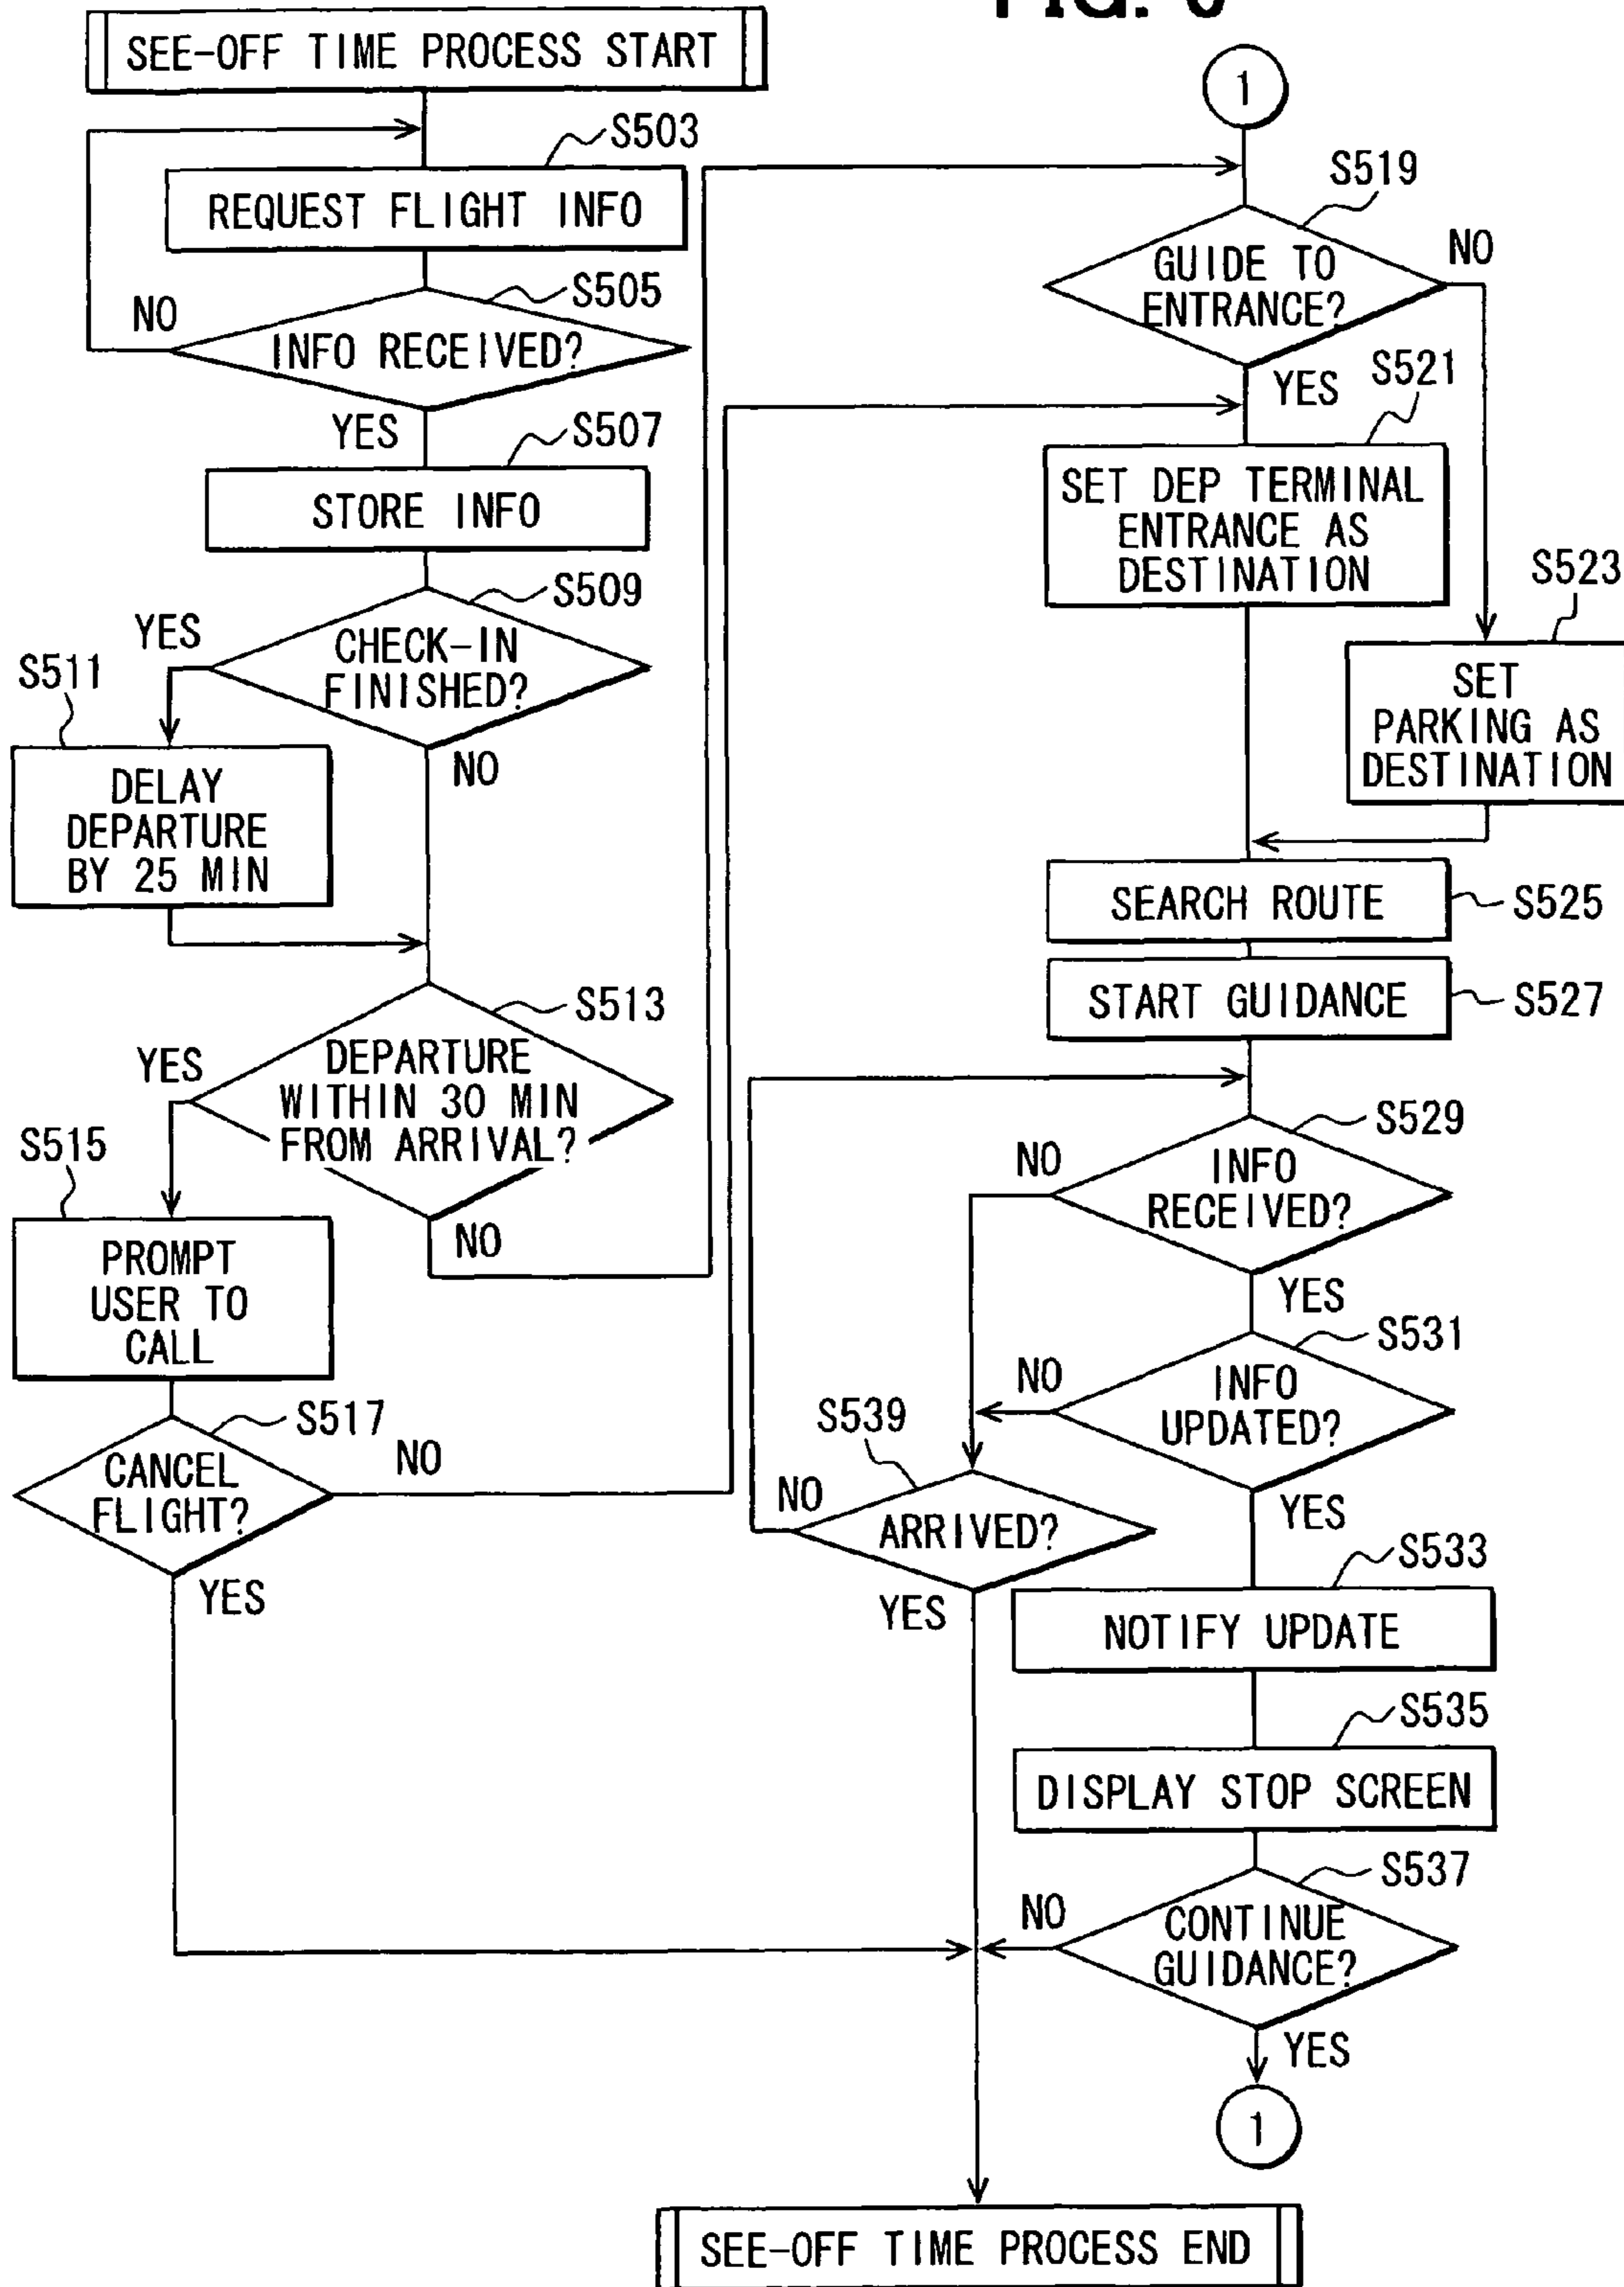 SEE-OFF TIME PROCESS START
S503
REQUEST FLIGHT INFO
S505
NO
INFO RECEIVED?
YES
S507
STORE INFO
S509
YES
CHECK-IN
FINISHED?
S511
NO
DELAY
DEPARTURE
BY 25 MIN
S513
YES
DEPARTURE
WITHIN 30 MIN
FROM ARRIVAL?
S515
NO
PROMPT
USER TO
CALL
S517
CANCEL
FLIGHT?
NO
YES
1
S519
GUIDE TO
ENTRANCE?
NO
YES
S521
SET DEP TERMINAL
ENTRANCE AS
DESTINATION
S523
SET
PARKING AS
DESTINATION
SEARCH ROUTE
S525
START GUIDANCE
S527
S529
NO
INFO
RECEIVED?
YES
S531
NO
INFO
UPDATED?
YES
S539
NO
ARRIVED?
YES
S533
NOTIFY UPDATE
S535
DISPLAY STOP SCREEN
S537
NO
CONTINUE
GUIDANCE?
YES
1
SEE-OFF TIME PROCESS END